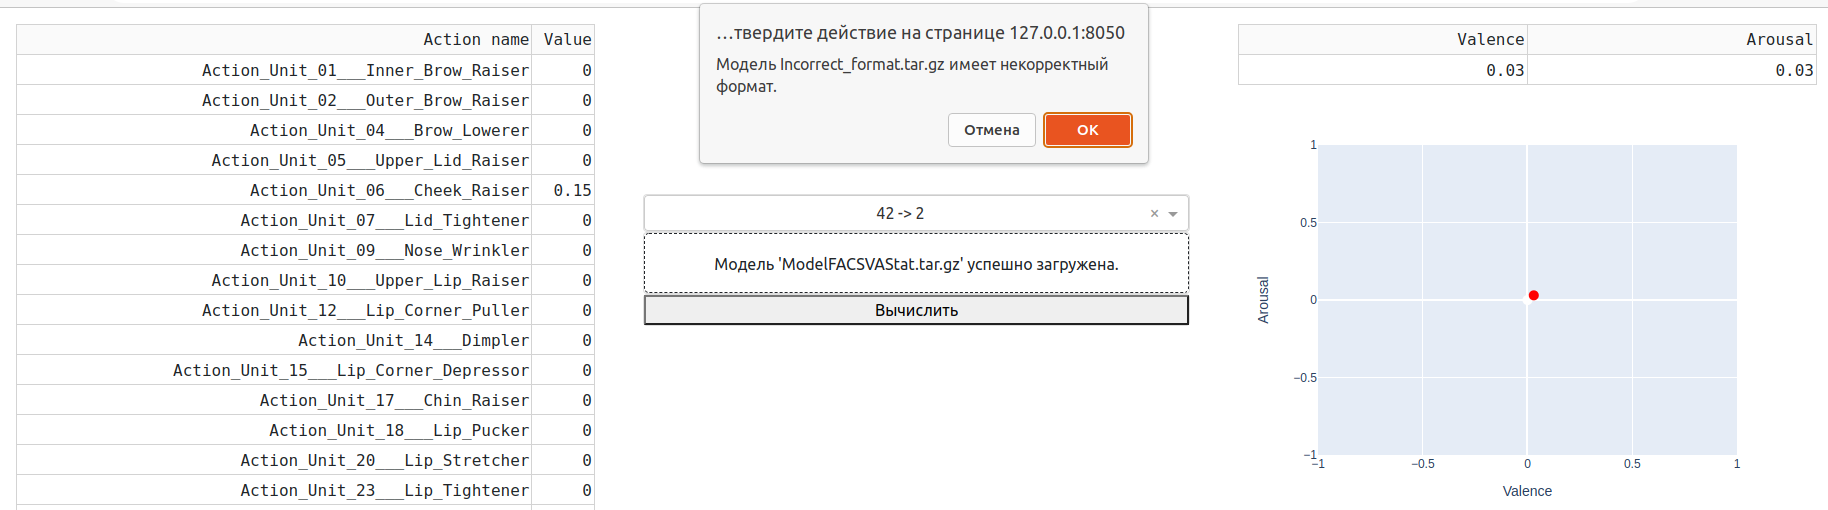 Action name Value
Action_Unit_01___Inner_Brow_Raiser 0
Action_Unit_02___Outer_Brow_Raiser 0
Action_Unit_04___Brow_Lowerer 0
Action_Unit_05___Upper_Lid_Raiser 0
Action_Unit_06___Cheek_Raiser 0.15
Action_Unit_07___Lid_Tightener 0
Action_Unit_09___Nose_Wrinkler 0
Action_Unit_10___Upper_Lip_Raiser 0
Action_Unit_12___Lip_Corner_Puller 0
Action_Unit_14___Dimpler 0
Action_Unit_15___Lip_Corner_Depressor 0
Action_Unit_17___Chin_Raiser 0
Action_Unit_18___Lip_Pucker 0
Action_Unit_20___Lip_Stretcher 0
Action_Unit_23___Lip_Tightener 0
…твердите действие на странице 127.0.0.1:8050
Модель Incorrect_format.tar.gz имеет некорректный
формат.
Отмена OK
42 -> 2 ×
Модель 'ModelFACSVAStat.tar.gz' успешно загружена.
Вычислить
Valence Arousal
0.03 0.03
1
0.5
0
−0.5
−1
Arousal
−1 −0.5 0 0.5 1
Valence